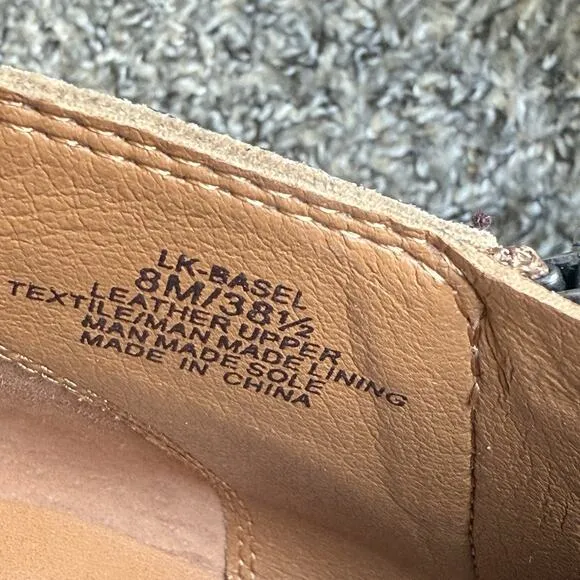 LK-BASEL
8M/38½
LEATHER UPPER
TEXTILE/MAN MADE LINING
MAN MADE SOLE
MADE IN CHINA